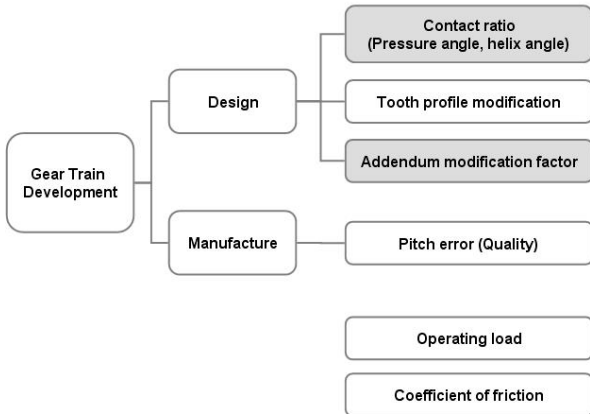 Contact ratio
(Pressure angle, helix angle)
Design
Tooth profile modification
Gear Train
Development
Addendum modification factor
Manufacture
Pitch error (Quality)
Operating load
Coefficient of friction